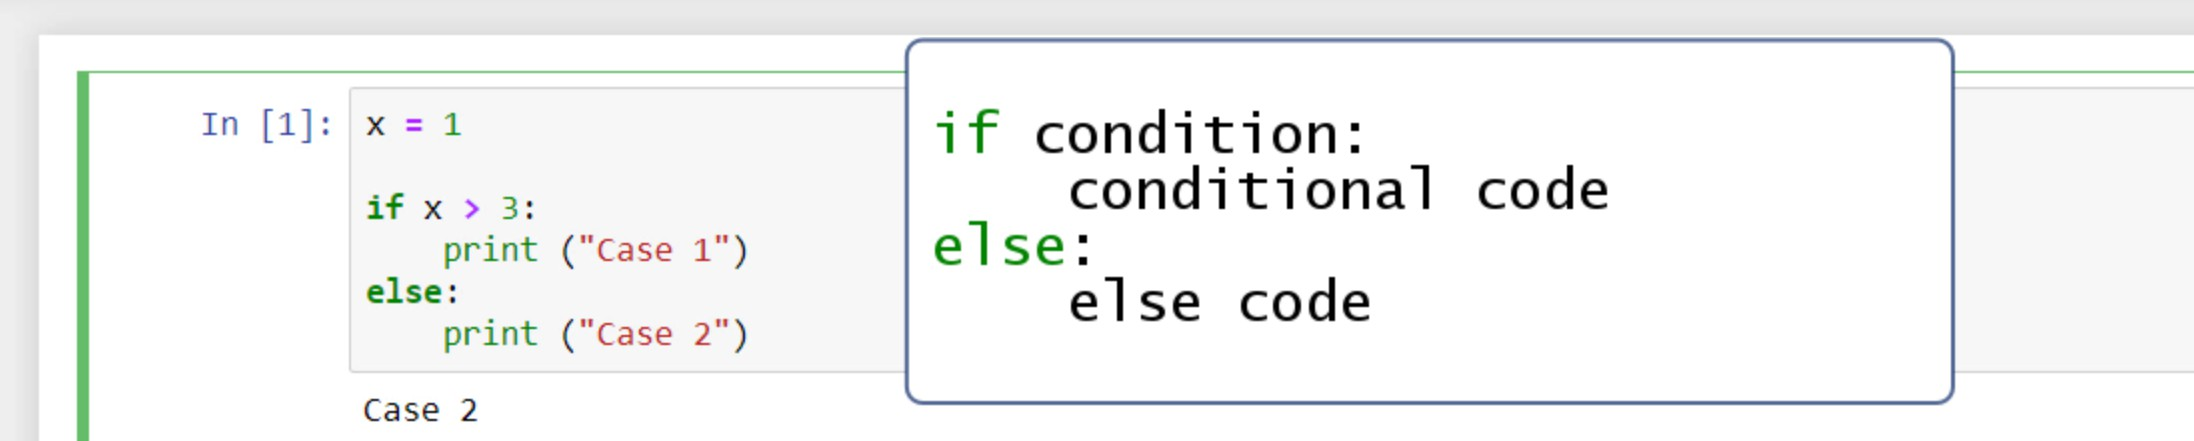 In [1]:
x = 1
if x > 3:
    print ("Case 1")
else:
    print ("Case 2")
Case 2
if condition:
    conditional code
else:
    else code